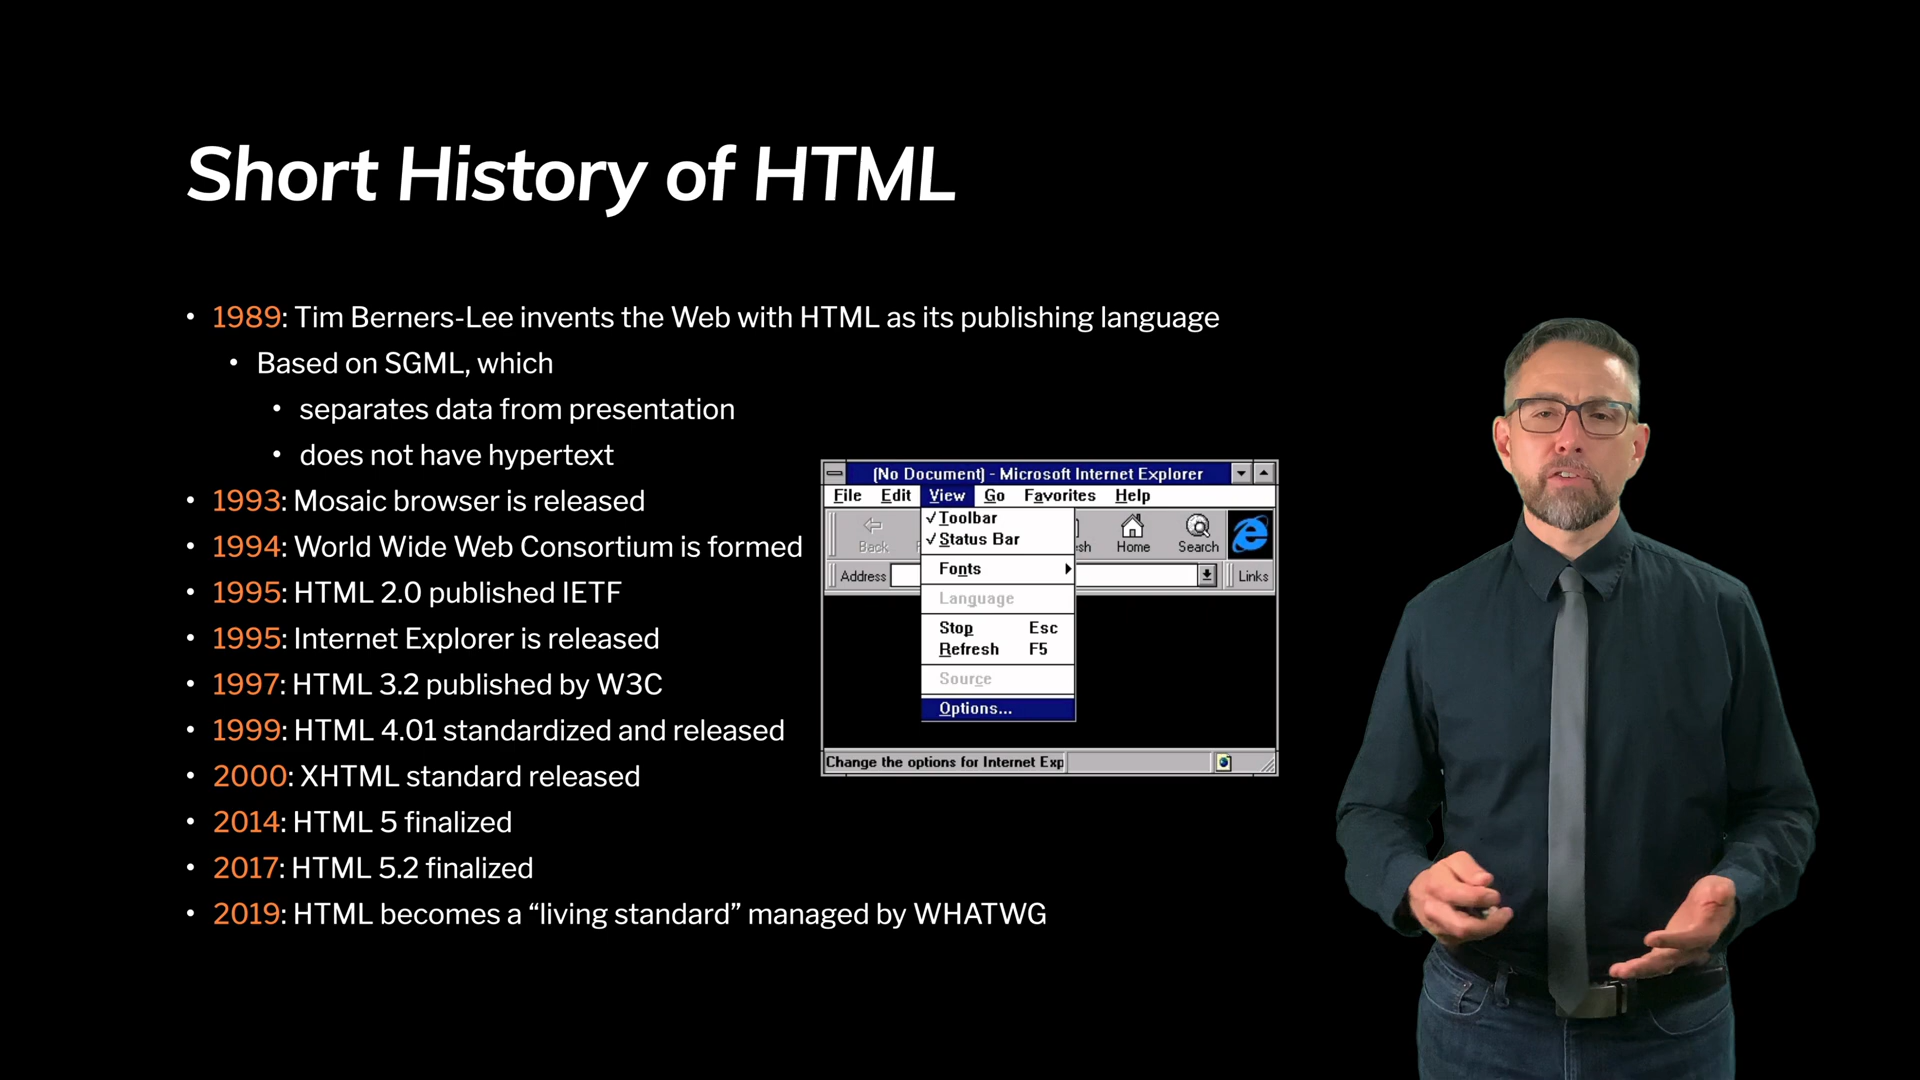 Short History of HTML
• 1989: Tim Berners-Lee invents the Web with HTML as its publishing language
• Based on SGML, which
• separates data from presentation
• does not have hypertext
• 1993: Mosaic browser is released
• 1994: World Wide Web Consortium is formed
• 1995: HTML 2.0 published IETF
• 1995: Internet Explorer is released
• 1997: HTML 3.2 published by W3C
• 1999: HTML 4.01 standardized and released
• 2000: XHTML standard released
• 2014: HTML 5 finalized
• 2017: HTML 5.2 finalized
• 2019: HTML becomes a “living standard” managed by WHATWG
(No Document) - Microsoft Internet Explorer
File Edit View Go Favorites Help
Back Home Search
Address Links
✓Toolbar
✓Status Bar
Fonts
Language
Stop Esc
Refresh F5
Source
Options...
Change the options for Internet Exp